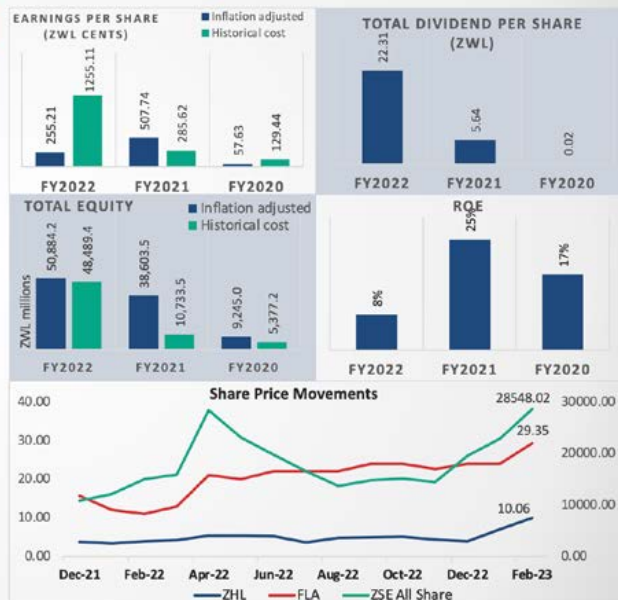 EARNINGS PER SHARE
(ZWL CENTS)
Inflation adjusted
Historical cost
255.21
1255.11
507.74
285.62
57.63
129.44
FY2022
FY2021
FY2020
TOTAL DIVIDEND PER SHARE
(ZWL)
22.31
5.64
0.02
FY2022
FY2021
FY2020
TOTAL EQUITY
Inflation adjusted
Historical cost
ZWL millions
50,884.2
48,489.4
38,603.5
10,733.5
9,245.0
5,377.2
FY2022
FY2021
FY2020
ROE
8%
25%
17%
FY2022
FY2021
FY2020
Share Price Movements
40.00
30.00
20.00
10.00
0.00
28548.02
29.35
10.06
30000.00
20000.00
10000.00
0.00
Dec-21
Feb-22
Apr-22
Jun-22
Aug-22
Oct-22
Dec-22
Feb-23
ZHL
FLA
ZSE All Share